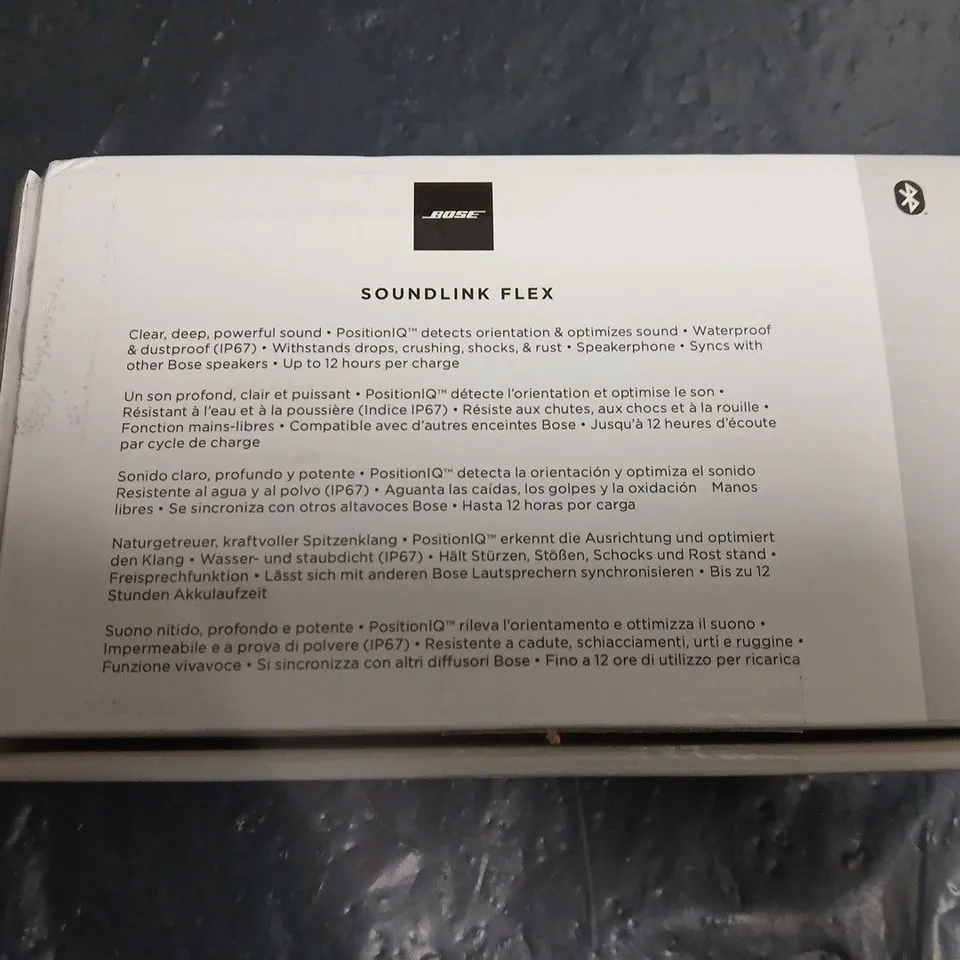 BOSE
SOUNDLINK FLEX
Clear, deep, powerful sound • PositionIQ™ detects orientation & optimizes sound • Waterproof
& dustproof (IP67) • Withstands drops, crushing, shocks, & rust • Speakerphone • Syncs with
other Bose speakers • Up to 12 hours per charge
Un son profond, clair et puissant • PositionIQ™ détecte l'orientation et optimise le son •
Résistant à l'eau et à la poussière (Indice IP67) • Résiste aux chutes, aux chocs et à la rouille •
Fonction mains-libres • Compatible avec d'autres enceintes Bose • Jusqu'à 12 heures d'écoute
par cycle de charge
Sonido claro, profundo y potente • PositionIQ™ detecta la orientación y optimiza el sonido
Resistente al agua y al polvo (IP67) • Aguanta las caídas, los golpes y la oxidación Manos
libres • Se sincroniza con otros altavoces Bose • Hasta 12 horas por carga
Naturgetreuer, kraftvoller Spitzenklang • PositionIQ™ erkennt die Ausrichtung und optimiert
den Klang • Wasser- und staubdicht (IP67) • Hält Stürzen, Stößen, Schocks und Rost stand •
Freisprechfunktion • Lässt sich mit anderen Bose Lautsprechern synchronisieren • Bis zu 12
Stunden Akkulaufzeit
Suono nitido, profondo e potente • PositionIQ™ rileva l'orientamento e ottimizza il suono •
Impermeabile e a prova di polvere (IP67) • Resistente a cadute, schiacciamenti, urti e ruggine •
Funzione vivavoce • Si sincronizza con altri diffusori Bose • Fino a 12 ore di utilizzo per ricarica